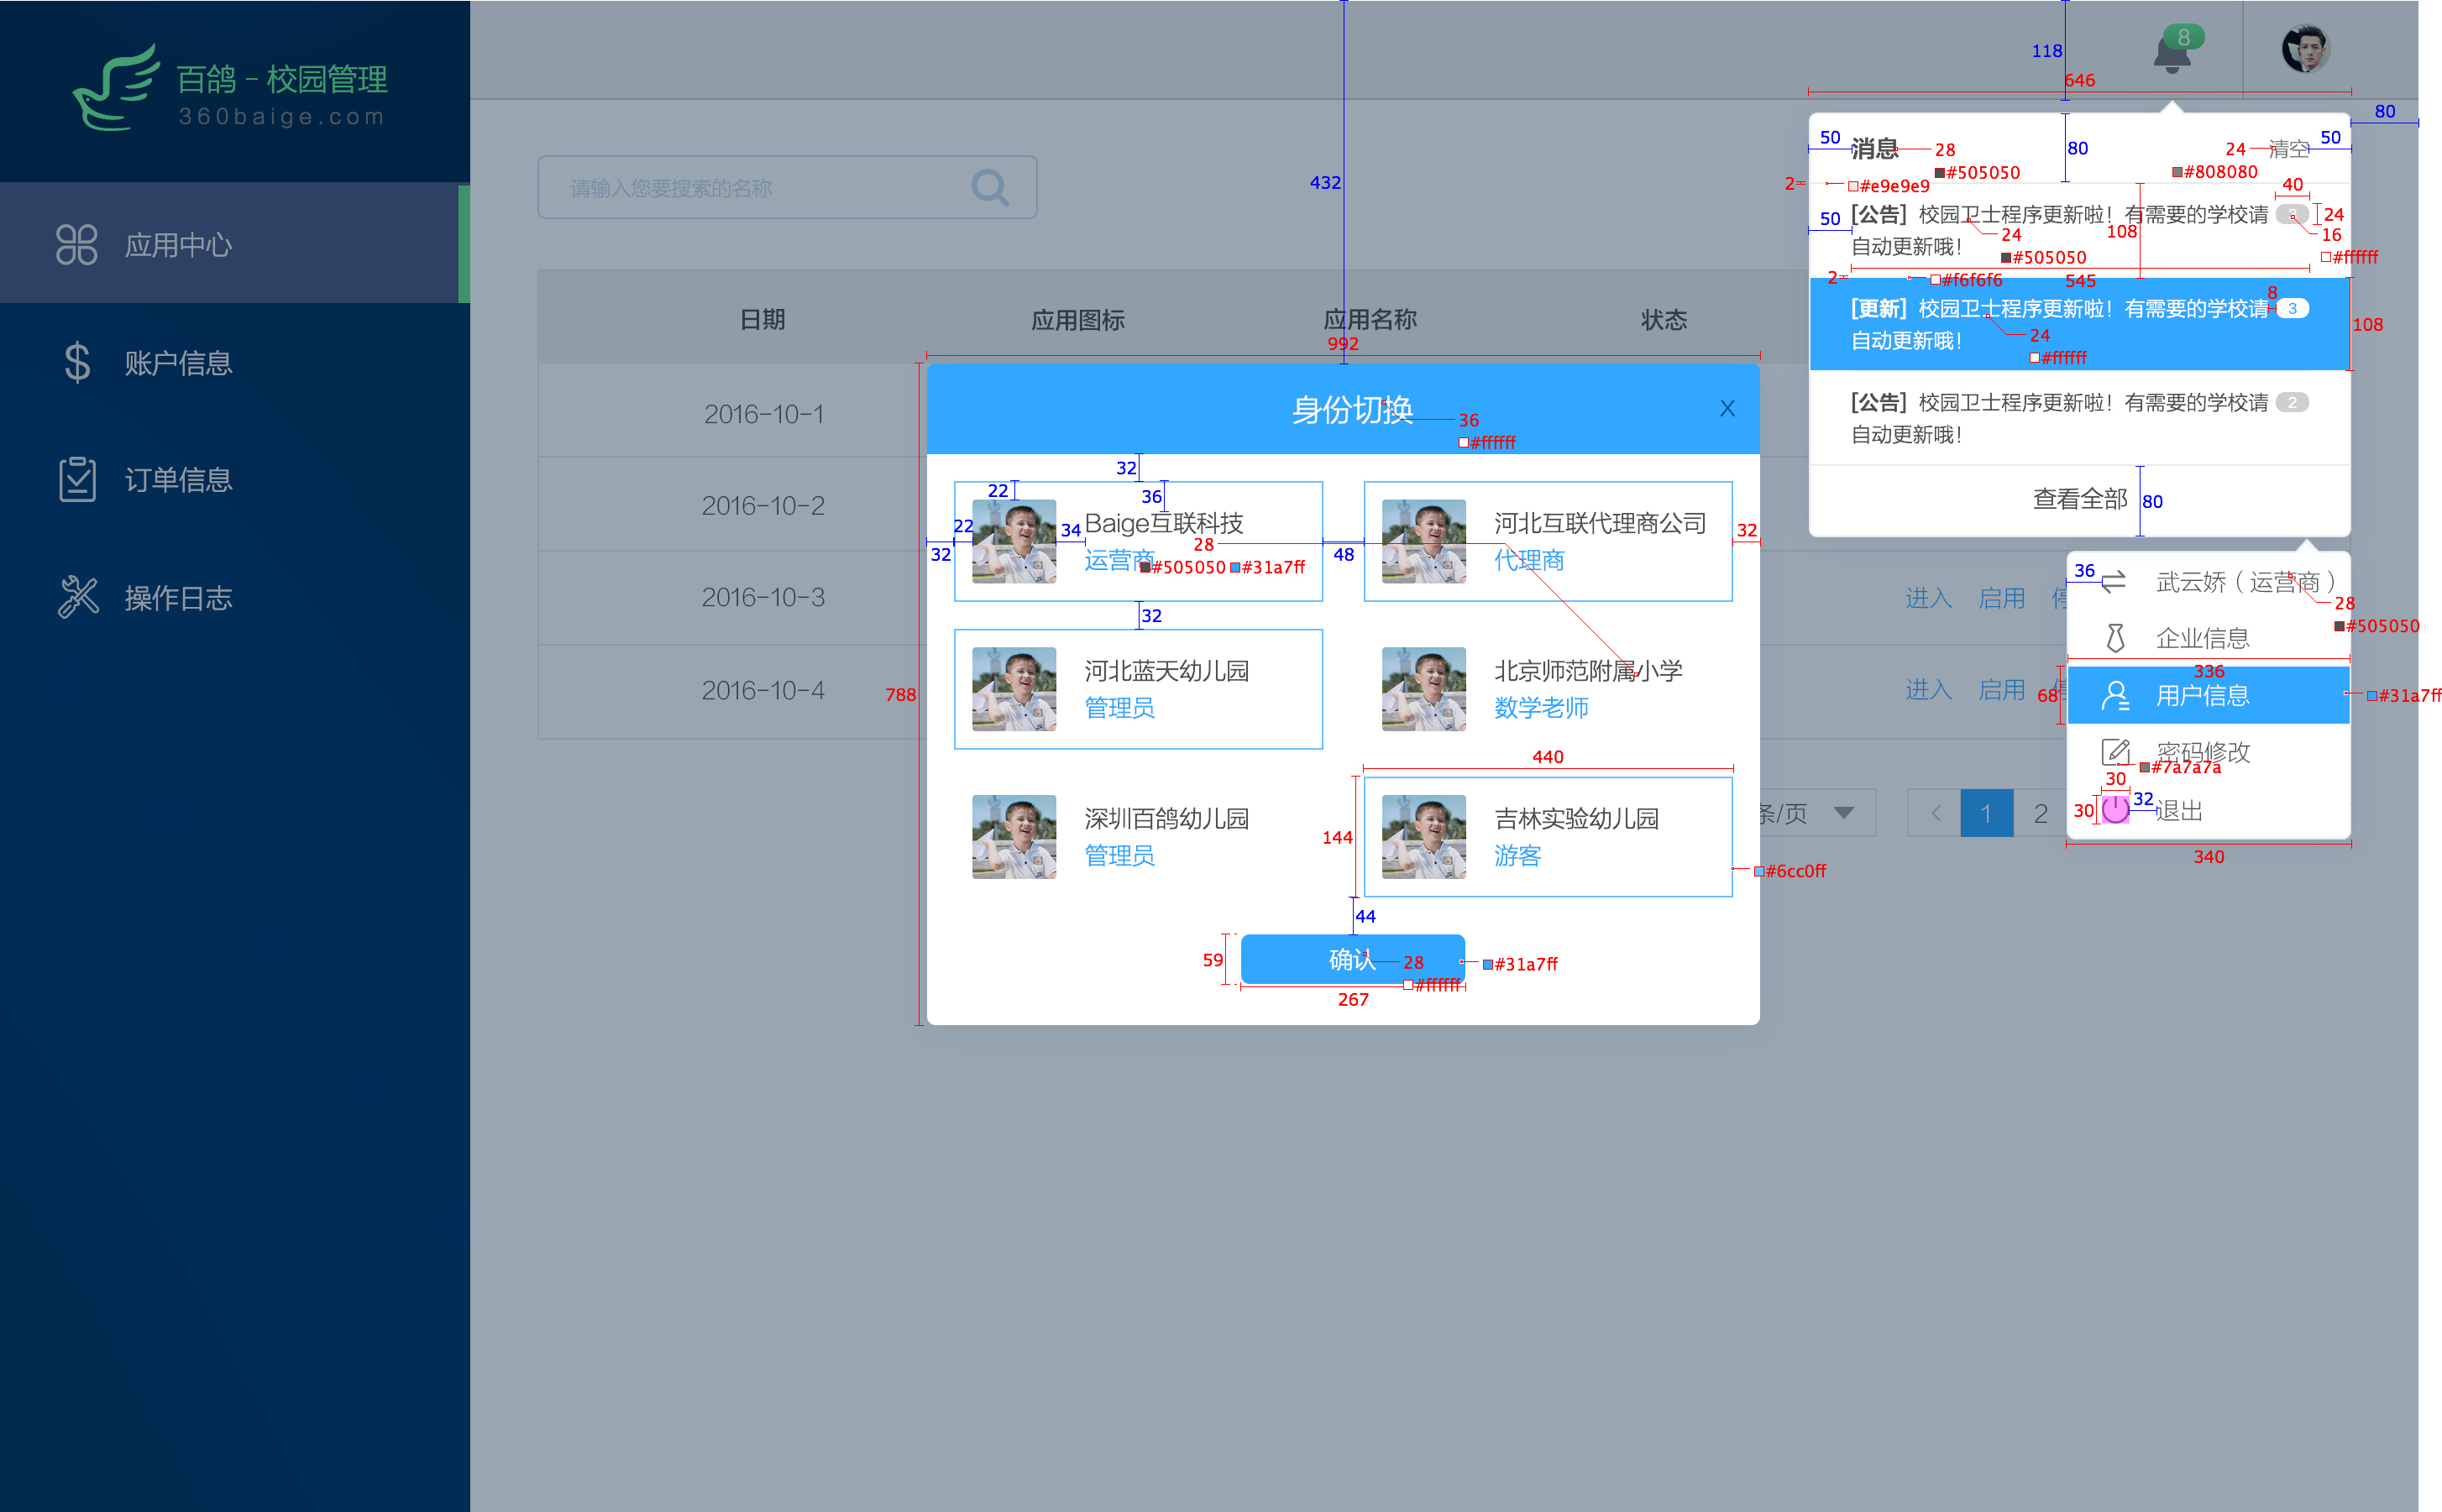 百鸽-校园管理
360baige.com
应用中心
账户信息
订单信息
操作日志
请输入您要搜索的名称
日期 应用图标 应用名称 状态
2016-10-1
2016-10-2
2016-10-3
进入 启用
2016-10-4
进入 启用
条/页
1 2
432
118
8
646
80
消息
清空
50
28
#505050
80
24
#808080
50
2
#e9e9e9
40
[公告] 校园卫士程序更新啦！有需要的学校请
自动更新哦！
50
24
#505050
108
24
16
#ffffff
2
#f6f6f6
545
8
[更新] 校园卫士程序更新啦！有需要的学校请 3
自动更新哦！
24
#ffffff
108
[公告] 校园卫士程序更新啦！有需要的学校请 2
自动更新哦！
查看全部
80
36
武云娇（运营商）
28
#505050
企业信息
336
68
用户信息
#31a7ff
密码修改
#7a7a7a
30
30
32
退出
340
992
788
身份切换
X
36
#ffffff
32
22
36
22
32
34
Baige互联科技
运营商
28
#505050 #31a7ff
48
河北互联代理商公司
代理商
32
32
河北蓝天幼儿园
管理员
北京师范附属小学
数学老师
440
深圳百鸽幼儿园
管理员
144
吉林实验幼儿园
游客
#6cc0ff
44
59
确认
28
#ffffff
#31a7ff
267